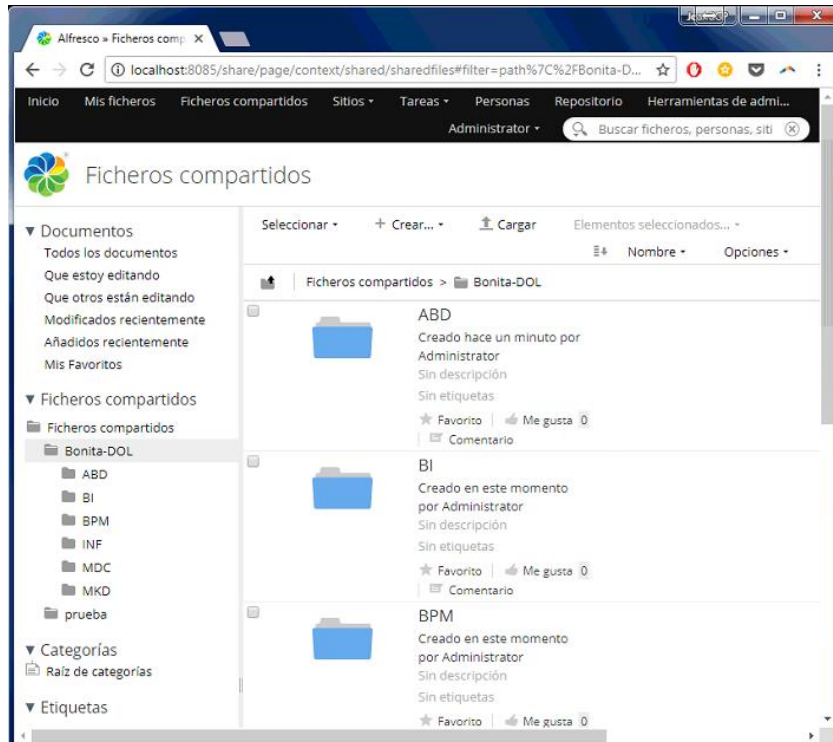 Alfresco » Ficheros comp
localhost:8085/share/page/context/shared/sharedfiles#filter=path%7C%2FBonita-D...
Inicio Mis ficheros Ficheros compartidos Sitios Tareas Personas Repositorio Herramientas de admi...
Administrator Buscar ficheros, personas, siti
Ficheros compartidos
Documentos
Todos los documentos
Que estoy editando
Que otros están editando
Modificados recientemente
Añadidos recientemente
Mis Favoritos
Ficheros compartidos
Ficheros compartidos
Bonita-DOL
ABD
BI
BPM
INF
MDC
MKD
prueba
Categorías
Raíz de categorías
Etiquetas
Seleccionar + Crear... Cargar Elementos seleccionados...
Nombre Opciones
Ficheros compartidos > Bonita-DOL
ABD
Creado hace un minuto por
Administrator
Sin descripción
Sin etiquetas
Favorito Me gusta 0
Comentario
BI
Creado en este momento
por Administrator
Sin descripción
Sin etiquetas
Favorito Me gusta 0
Comentario
BPM
Creado en este momento
por Administrator
Sin descripción
Sin etiquetas
Favorito Me gusta 0